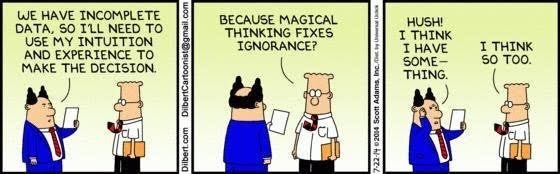 WE HAVE INCOMPLETE
DATA, SO I'LL NEED TO
USE MY INTUITION
AND EXPERIENCE TO
MAKE THE DECISION.
Dilbert.com DilbertCartoonist@gmail.com
BECAUSE MAGICAL
THINKING FIXES
IGNORANCE?
7-22-14 ©2014 Scott Adams, Inc. /Dist. by Universal Uclick
HUSH!
I THINK
I HAVE
SOME-
THING.
I THINK
SO TOO.